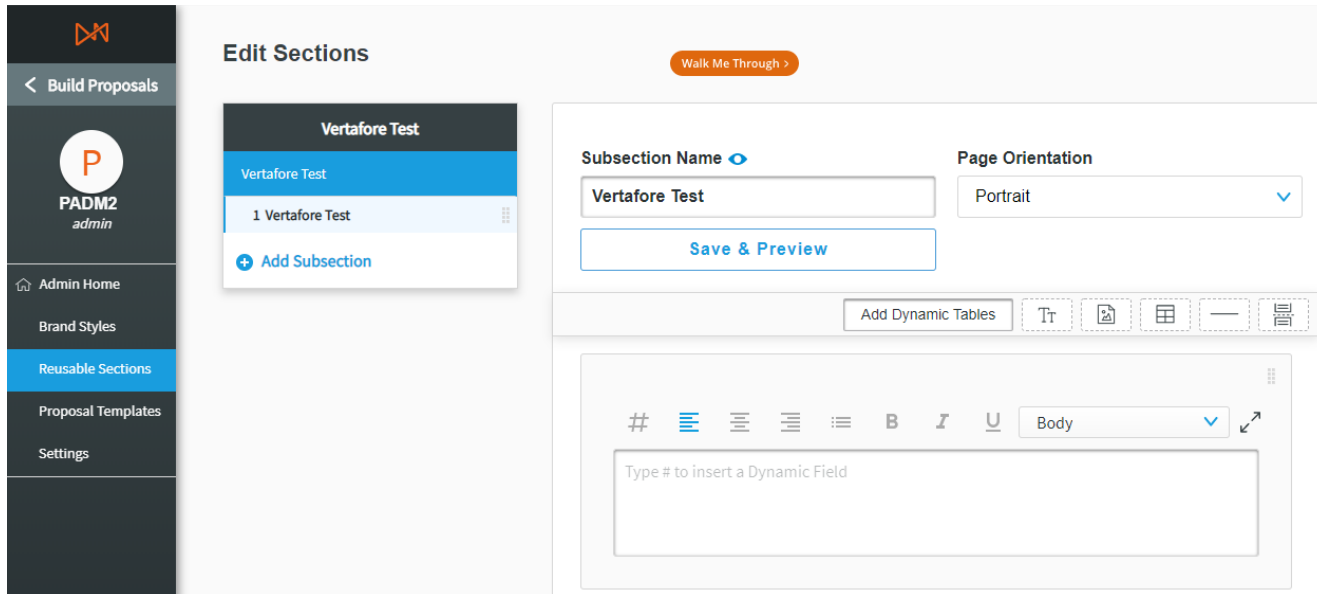 Build Proposals
P
PADM2
admin
Admin Home
Brand Styles
Reusable Sections
Proposal Templates
Settings
Edit Sections
Walk Me Through >
Vertafore Test
Vertafore Test
1 Vertafore Test
Add Subsection
Subsection Name
Vertafore Test
Save & Preview
Page Orientation
Portrait
Add Dynamic Tables
TT
# B I U Body
Type # to insert a Dynamic Field